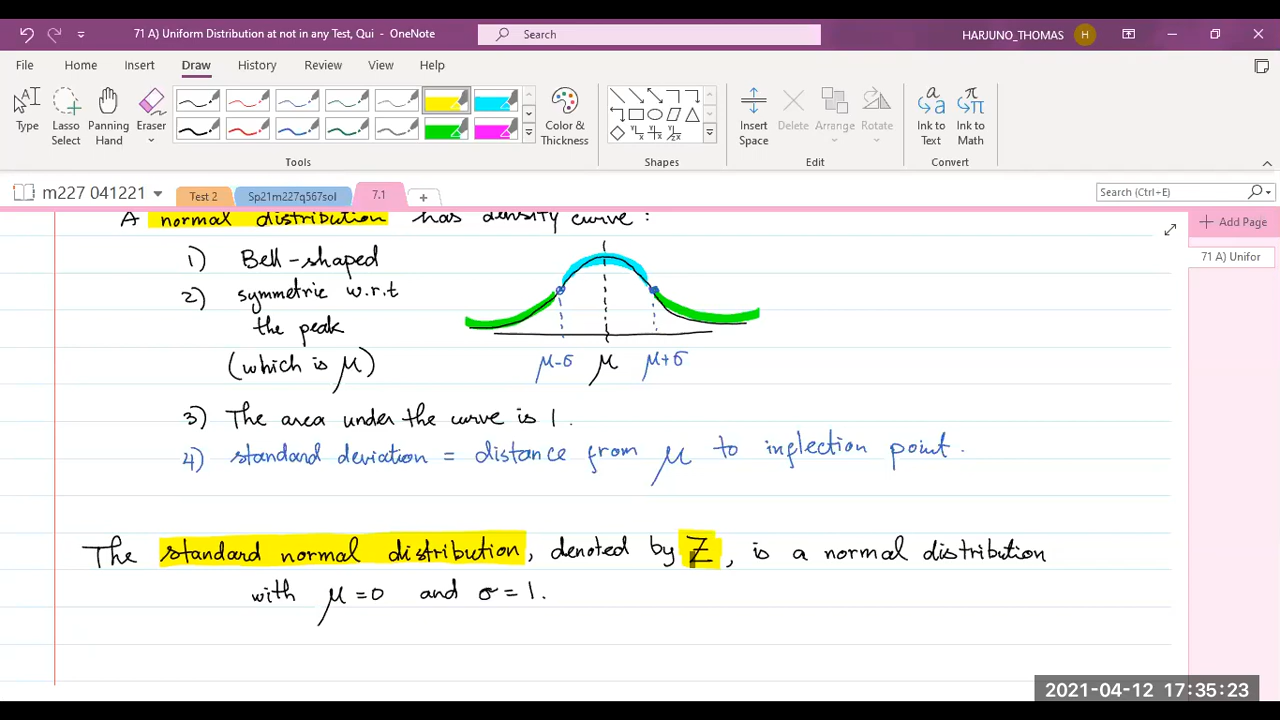 71 A) Uniform Distribution at not in any Test, Qui - OneNote
Search
HARJUNO_THOMAS
H
File Home Insert Draw History Review View Help
Type
Lasso Select
Panning Hand
Eraser
Color & Thickness
Insert Space
Delete
Arrange
Rotate
Ink to Text
Ink to Math
Tools
Shapes
Edit
Convert
m227 041221
Test 2
Sp21m227q567sol
7.1
Search (Ctrl+E)
Add Page
71 A) Unifor
A normal distribution has density curve :
1) Bell-shaped
2) symmetric w.r.t
the peak
(which is μ)
μ-σ μ μ+σ
3) The area under the curve is 1.
4) standard deviation = distance from μ to inflection point.
The standard normal distribution, denoted by Z, is a normal distribution
with μ=0 and σ=1.
2021-04-12 17:35:23